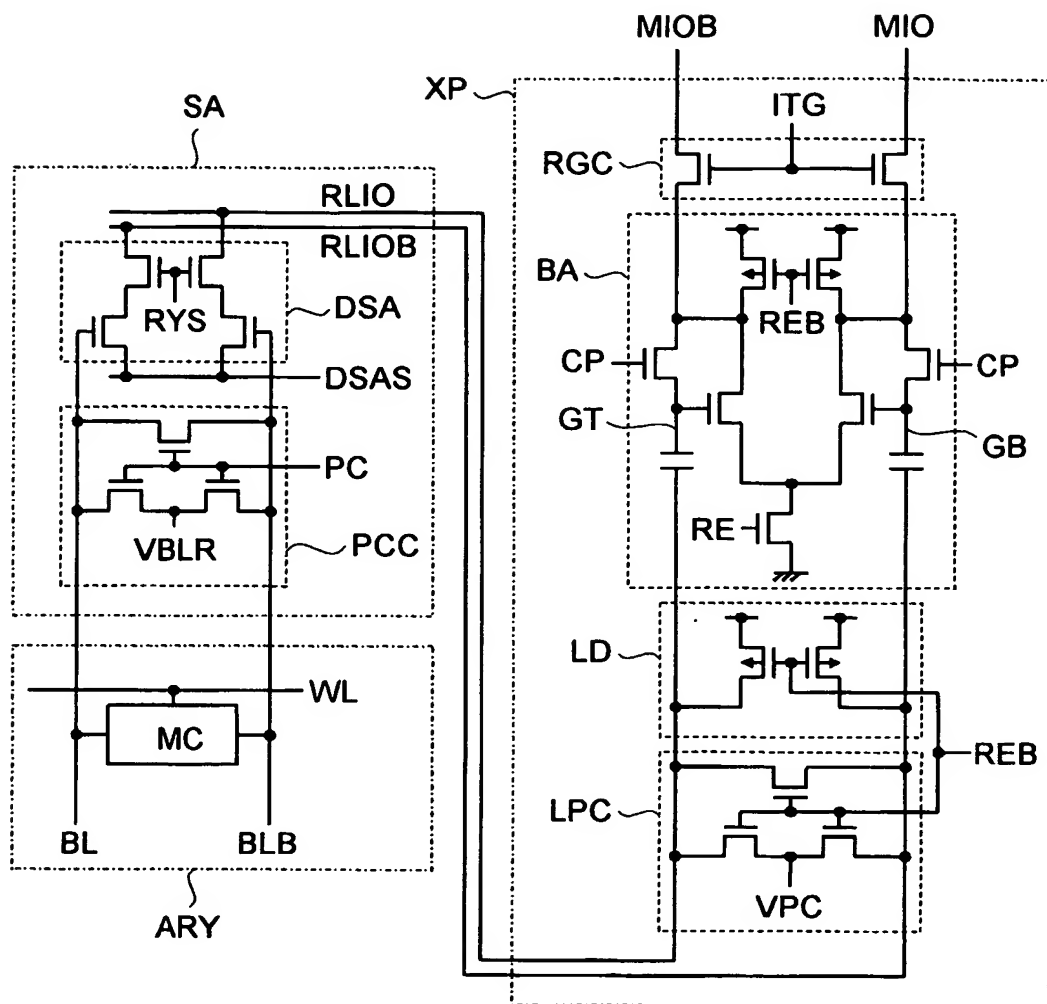 MIOB
MIO
XP
ITG
SA
RGC
RLIO
RLIOB
BA
RYS
DSA
REB
DSAS
CP
CP
GT
GB
PC
VBLR
PCC
RE
LD
WL
MC
REB
LPC
BL
BLB
VPC
ARY